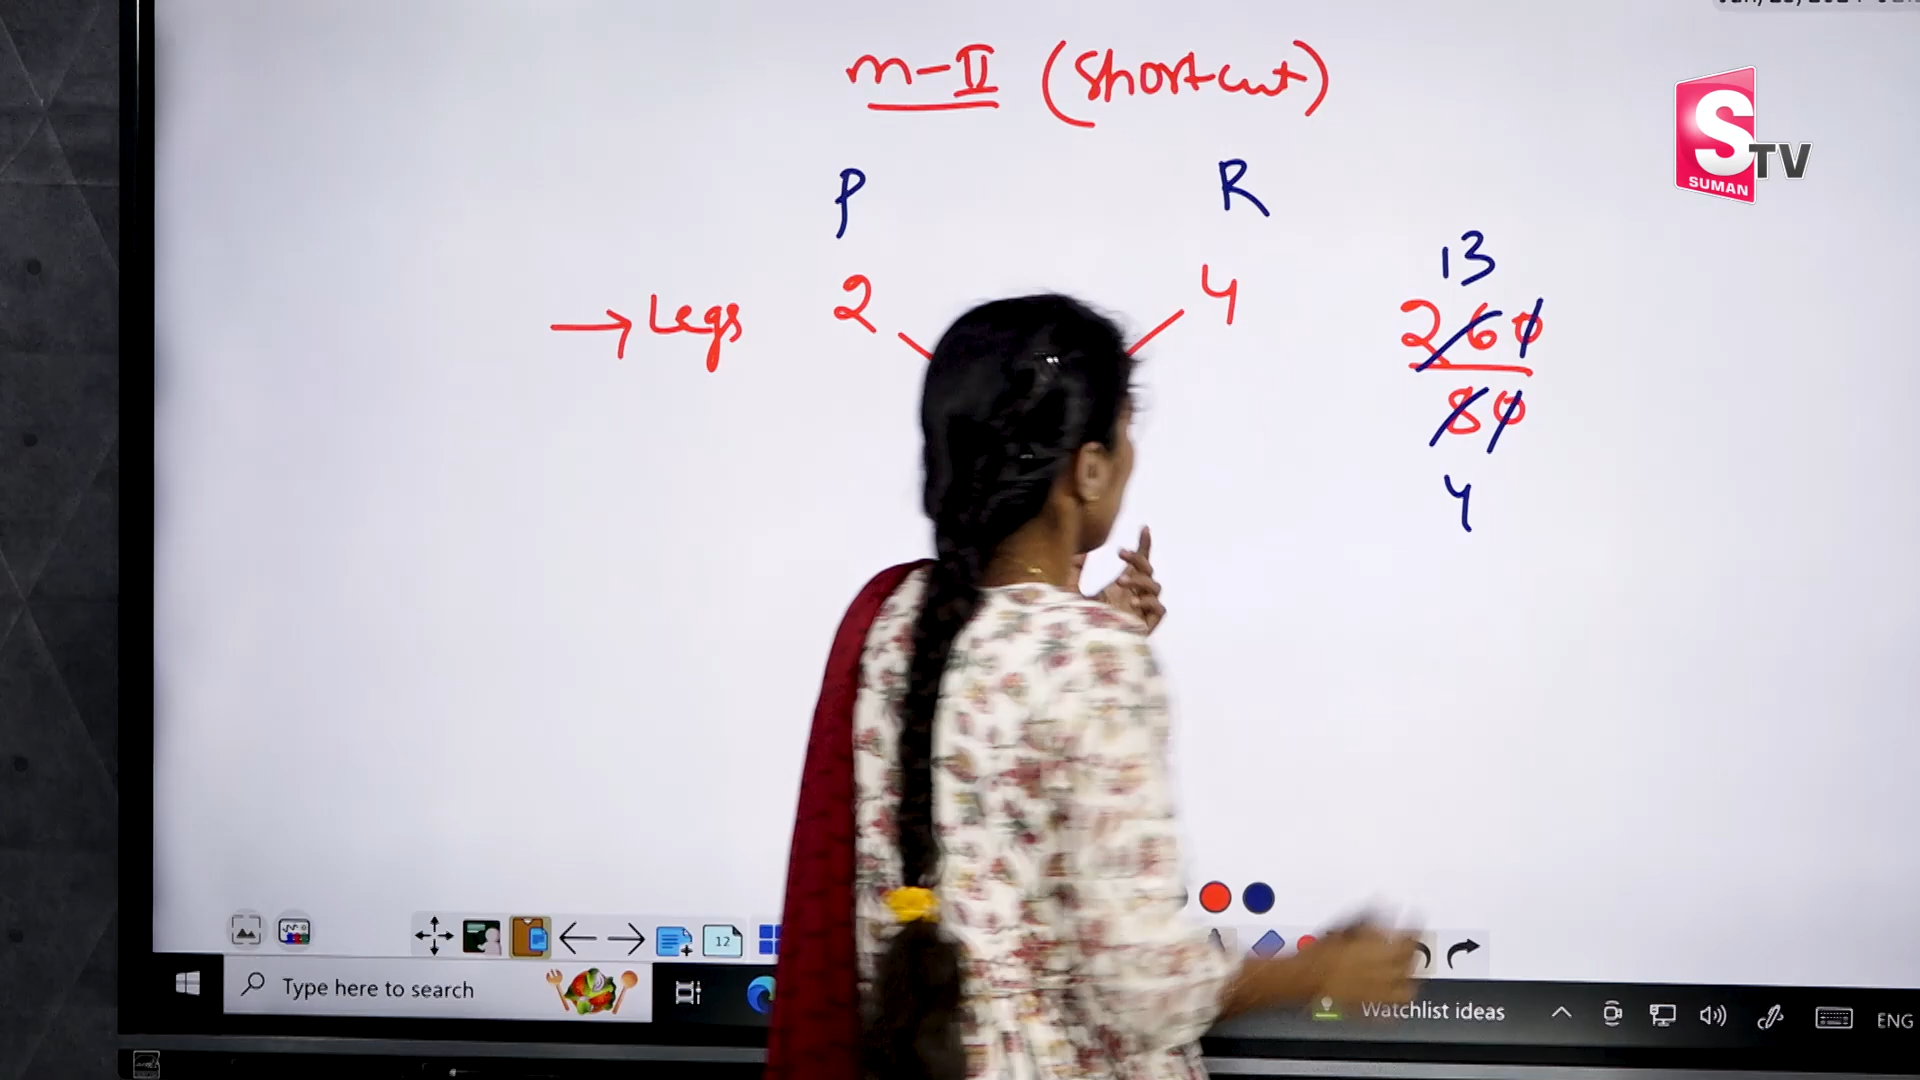 m-II (Shortcut)
P R
→ Legs 2 4
13
260
80
4
S TV
SUMAN
12
Type here to search
Watchlist ideas
ENG